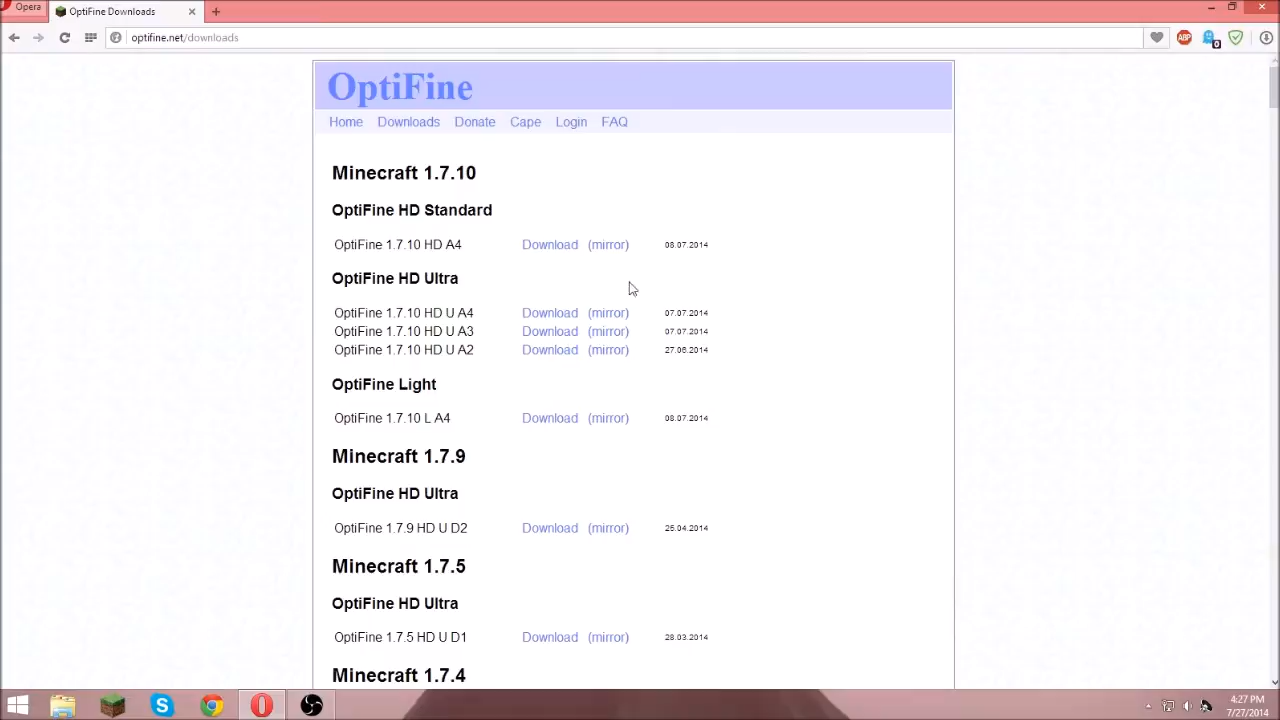 Opera
OptiFine Downloads
optifine.net/downloads
ABP
0
OptiFine
Home Downloads Donate Cape Login FAQ
Minecraft 1.7.10
OptiFine HD Standard
OptiFine 1.7.10 HD A4 Download (mirror) 08.07.2014
OptiFine HD Ultra
OptiFine 1.7.10 HD U A4 Download (mirror) 07.07.2014
OptiFine 1.7.10 HD U A3 Download (mirror) 07.07.2014
OptiFine 1.7.10 HD U A2 Download (mirror) 27.06.2014
OptiFine Light
OptiFine 1.7.10 L A4 Download (mirror) 08.07.2014
Minecraft 1.7.9
OptiFine HD Ultra
OptiFine 1.7.9 HD U D2 Download (mirror) 25.04.2014
Minecraft 1.7.5
OptiFine HD Ultra
OptiFine 1.7.5 HD U D1 Download (mirror) 28.03.2014
Minecraft 1.7.4
4:27 PM
7/27/2014